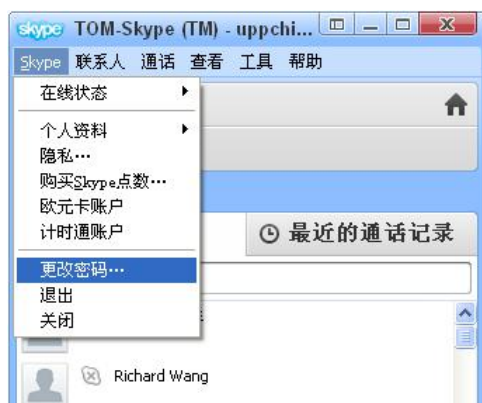 skype TOM-Skype (TM) - uppchi...
Skype 联系人 通话 查看 工具 帮助
在线状态
个人资料
隐私…
购买Skype点数…
欧元卡账户
计时通账户
最近的通话记录
更改密码…
退出
关闭
Richard Wang